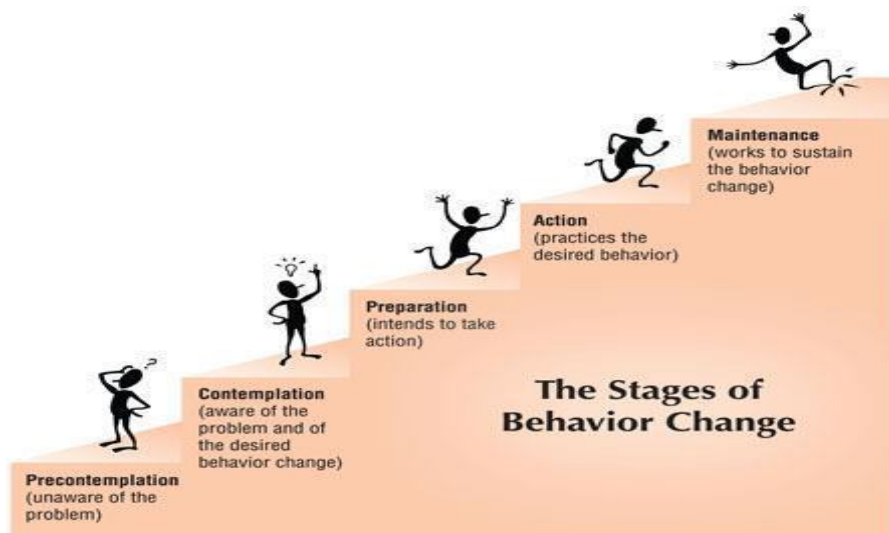 Maintenance
(works to sustain
the behavior
change)
Action
(practices the
desired behavior)
Preparation
(intends to take
action)
Contemplation
(aware of the
problem and of
the desired
behavior change)
Precontemplation
(unaware of the
problem)
?
The Stages of
Behavior Change